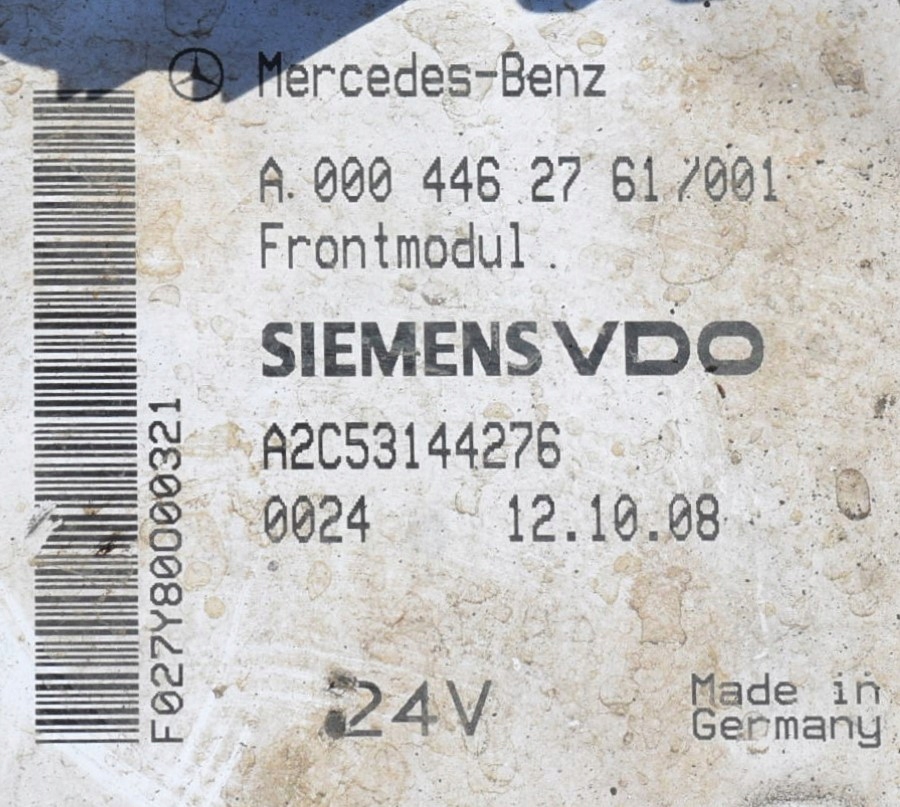 Mercedes-Benz
A. 000 446 27 61 /001
Frontmodul .
SIEMENS VDO
A2C53144276
0024 12.10.08
24V
Made in
Germany
F027Y80000321